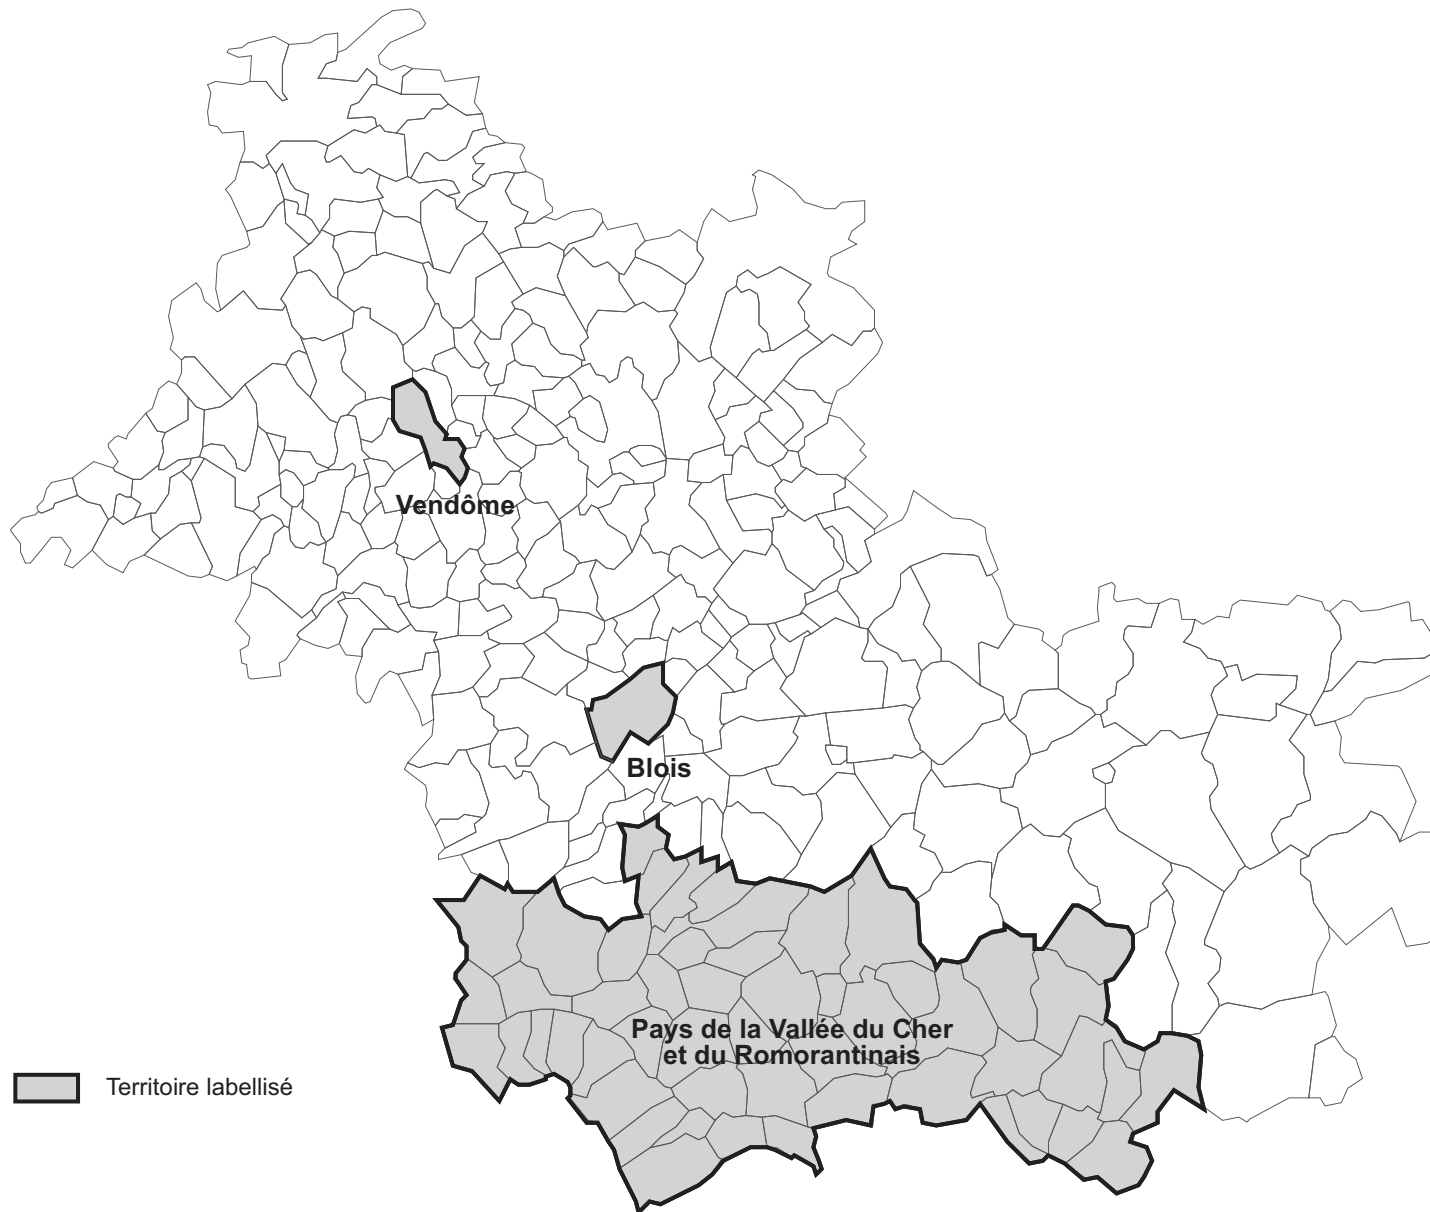 Vendôme
Blois
Pays de la Vallée du Cher
et du Romorantinais
Territoire labellisé